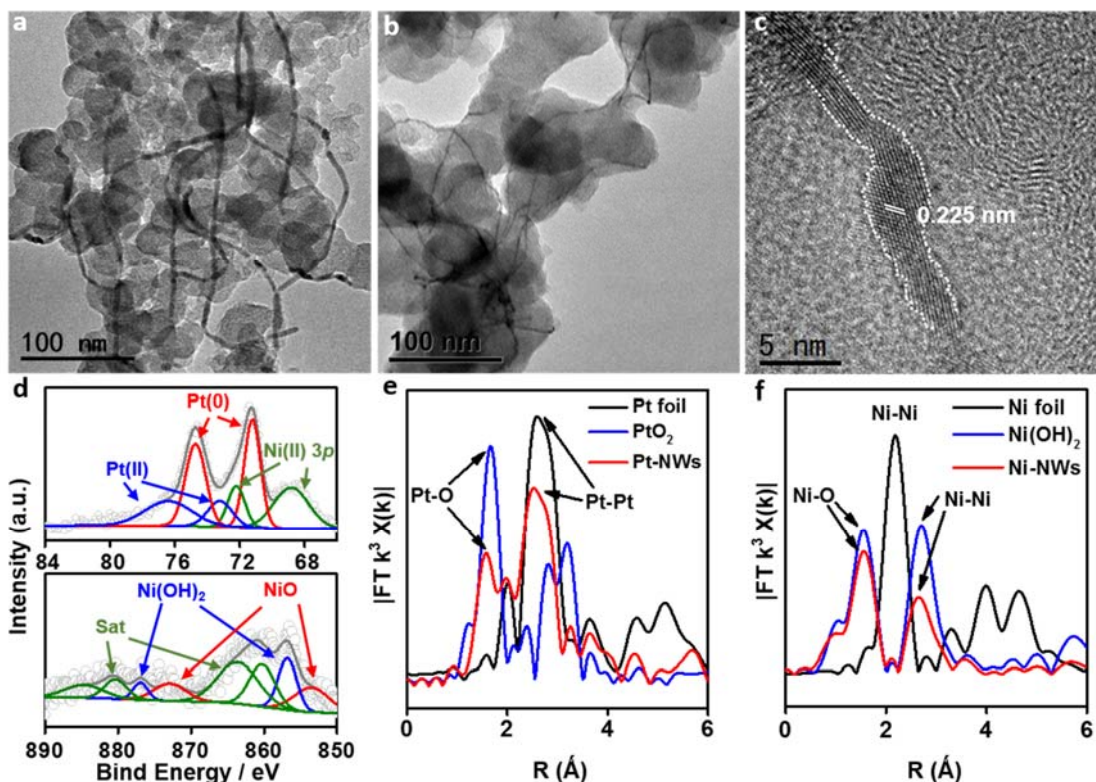 a
100 nm
b
100 nm
c
0.225 nm
5 nm
d
Pt(0)
Pt(II)
Ni(II) 3p
84 80 76 72 68
Ni(OH)2
NiO
Sat
890 880 870 860 850
Intensity (a.u.)
Bind Energy / eV
e
Pt foil
PtO2
Pt-NWs
Pt-O
Pt-Pt
|FT k3 X(k)|
0 2 4 6
R (Å)
f
Ni foil
Ni(OH)2
Ni-NWs
Ni-Ni
Ni-O
Ni-Ni
|FT k3 X(k)|
0 2 4 6
R (Å)